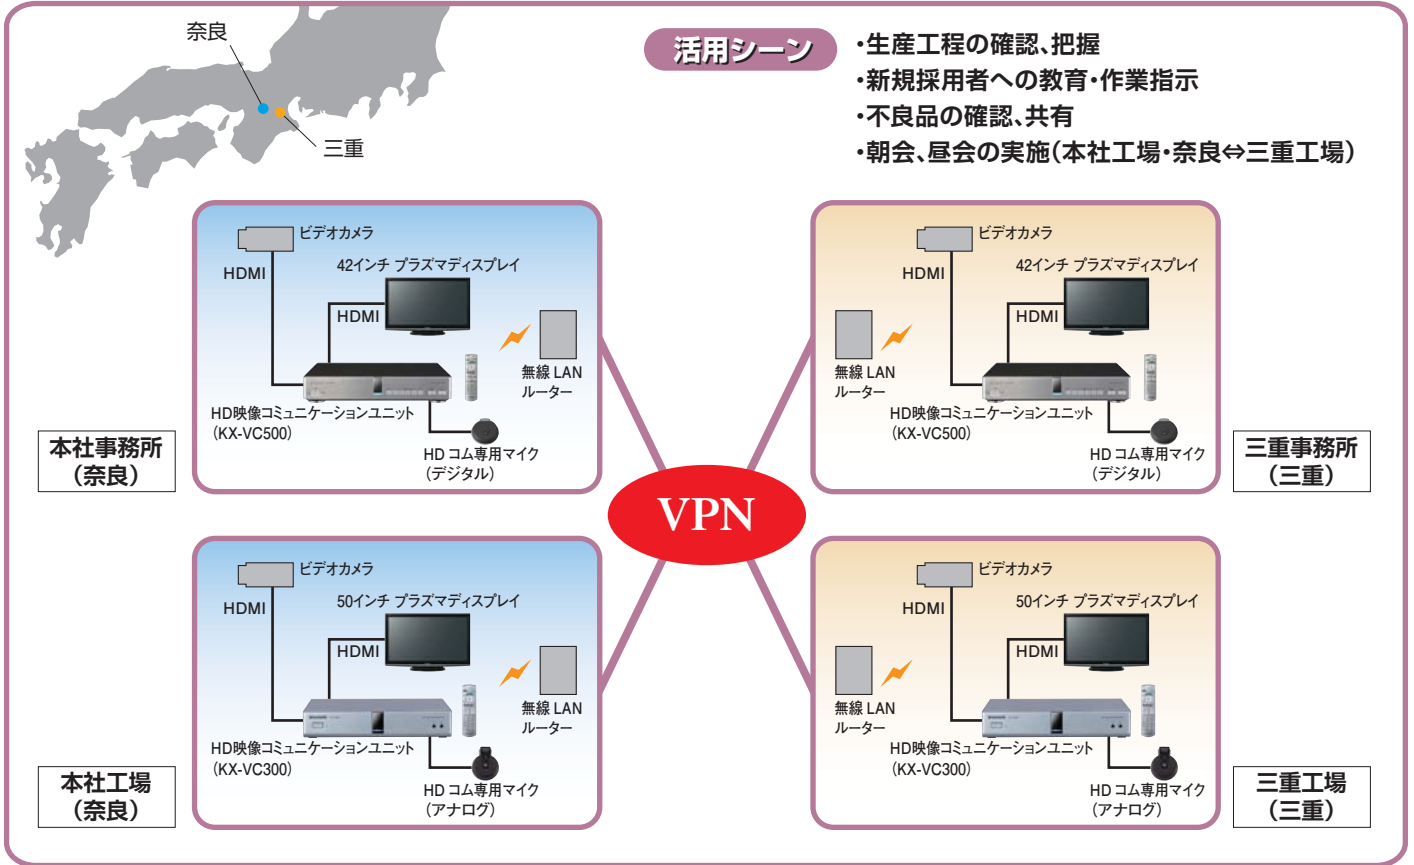 奈良
三重
活用シーン
・生産工程の確認、把握
・新規採用者への教育・作業指示
・不良品の確認、共有
・朝会、昼会の実施（本社工場・奈良⇔三重工場）
ビデオカメラ
HDMI
42インチ プラズマディスプレイ
HDMI
無線 LAN
ルーター
HD映像コミュニケーションユニット
（KX-VC500）
HD コム専用マイク
（デジタル）
本社事務所
（奈良）
ビデオカメラ
HDMI
42インチ プラズマディスプレイ
HDMI
無線 LAN
ルーター
HD映像コミュニケーションユニット
（KX-VC500）
HD コム専用マイク
（デジタル）
三重事務所
（三重）
VPN
ビデオカメラ
HDMI
50インチ プラズマディスプレイ
HDMI
無線 LAN
ルーター
HD映像コミュニケーションユニット
（KX-VC300）
HD コム専用マイク
（アナログ）
本社工場
（奈良）
ビデオカメラ
HDMI
50インチ プラズマディスプレイ
HDMI
無線 LAN
ルーター
HD映像コミュニケーションユニット
（KX-VC300）
HD コム専用マイク
（アナログ）
三重工場
（三重）